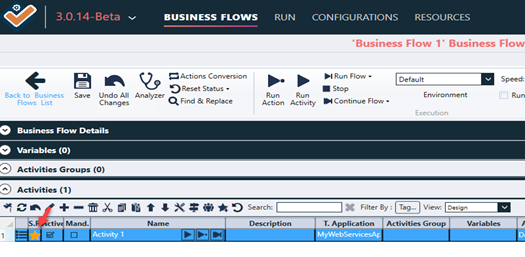 3.0.14-Beta BUSINESS FLOWS RUN CONFIGURATIONS RESOURCES
'Business Flow 1' Business Flow
Back to Business Flows List
Save
Undo All Changes
Analyzer
Actions Conversion
Reset Status
Find & Replace
Run Action
Run Activity
Run Flow
Stop
Continue Flow
Default
Environment
Speed:
Run
Execution
Business Flow Details
Variables (0)
Activities Groups (0)
Activities (1)
Search: Filter By : Tag... View: Design
Mand. Name Description T. Application Activities Group Variables A
1 Activity 1 MyWebServicesAp